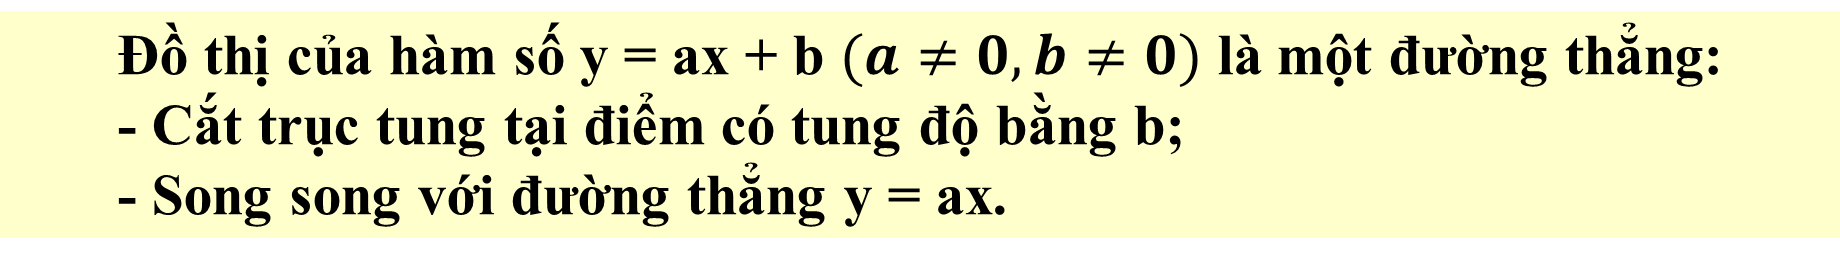 Đồ thị của hàm số y = ax + b (a ≠ 0, b ≠ 0) là một đường thẳng:
- Cắt trục tung tại điểm có tung độ bằng b;
- Song song với đường thẳng y = ax.